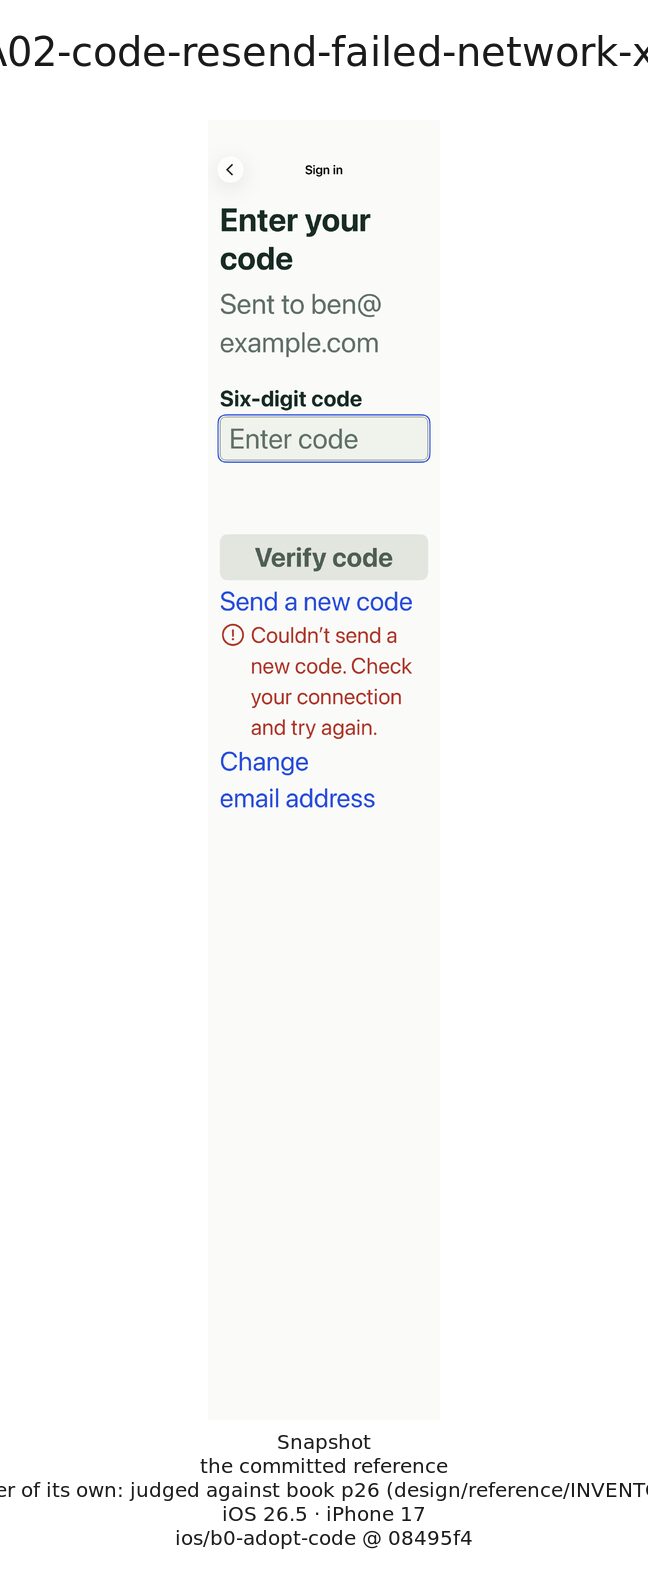 A02-code-resend-failed-network-x
Sign in
Enter your
code
Sent to ben@
example.com
Six-digit code
Enter code
Verify code
Send a new code
Couldn’t send a
new code. Check
your connection
and try again.
Change
email address
Snapshot
the committed reference
er of its own: judged against book p26 (design/reference/INVENTO
iOS 26.5 · iPhone 17
ios/b0-adopt-code @ 08495f4